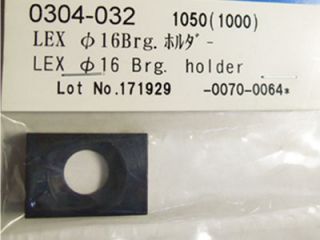 0304-032 1050(1000)
LEX φ16Brg.ﾎﾙﾀﾞｰ
LEX φ16 Brg. holder
Lot No.171929 -0070-0064*